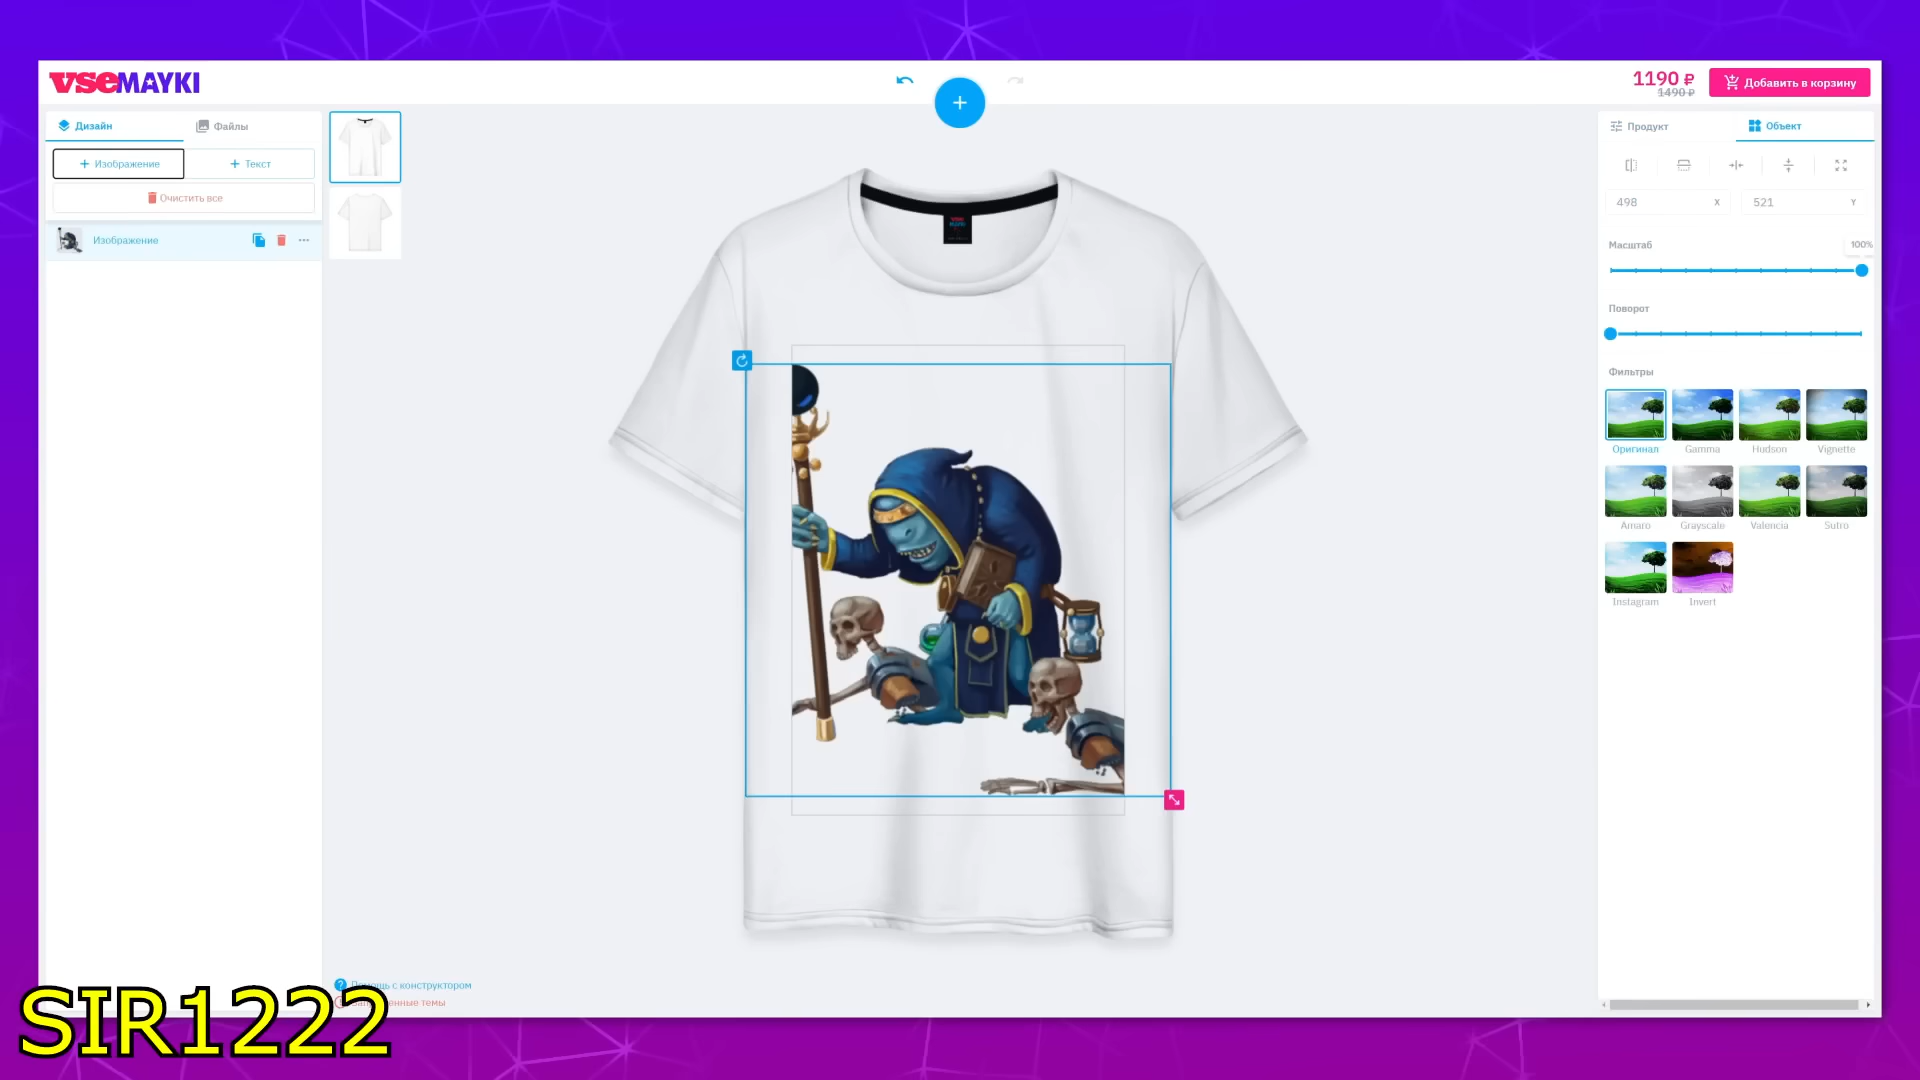 VSEMAYKI
1190 ₽
1490 ₽
Добавить в корзину
Дизайн
Файлы
+ Изображение
+ Текст
Очистить все
Изображение
Продукт
Объект
498 X
521 Y
Масштаб
100%
Поворот
Фильтры
Оригинал
Gamma
Hudson
Vignette
Amaro
Grayscale
Valencia
Sutro
Instagram
Invert
Помощь с конструктором
темы
SIR1222